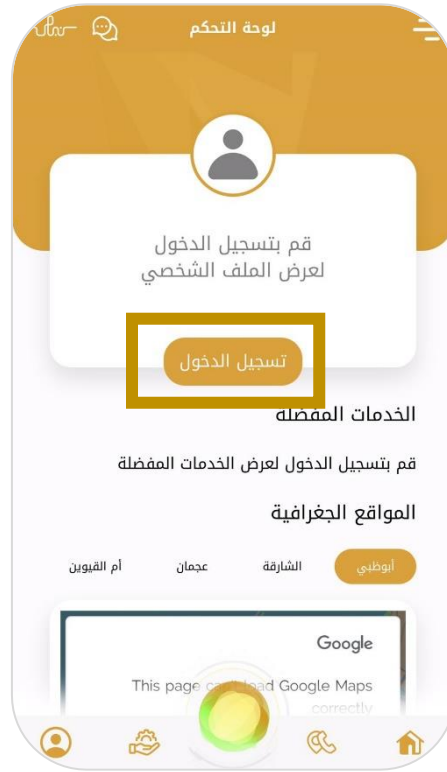 لوحة التحكم
قم بتسجيل الدخول
لعرض الملف الشخصي
تسجيل الدخول
الخدمات المفضلة
قم بتسجيل الدخول لعرض الخدمات المفضلة
المواقع الجغرافية
أبوظبي الشارقة عجمان أم القيوين
Google
This page can't load Google Maps
correctly